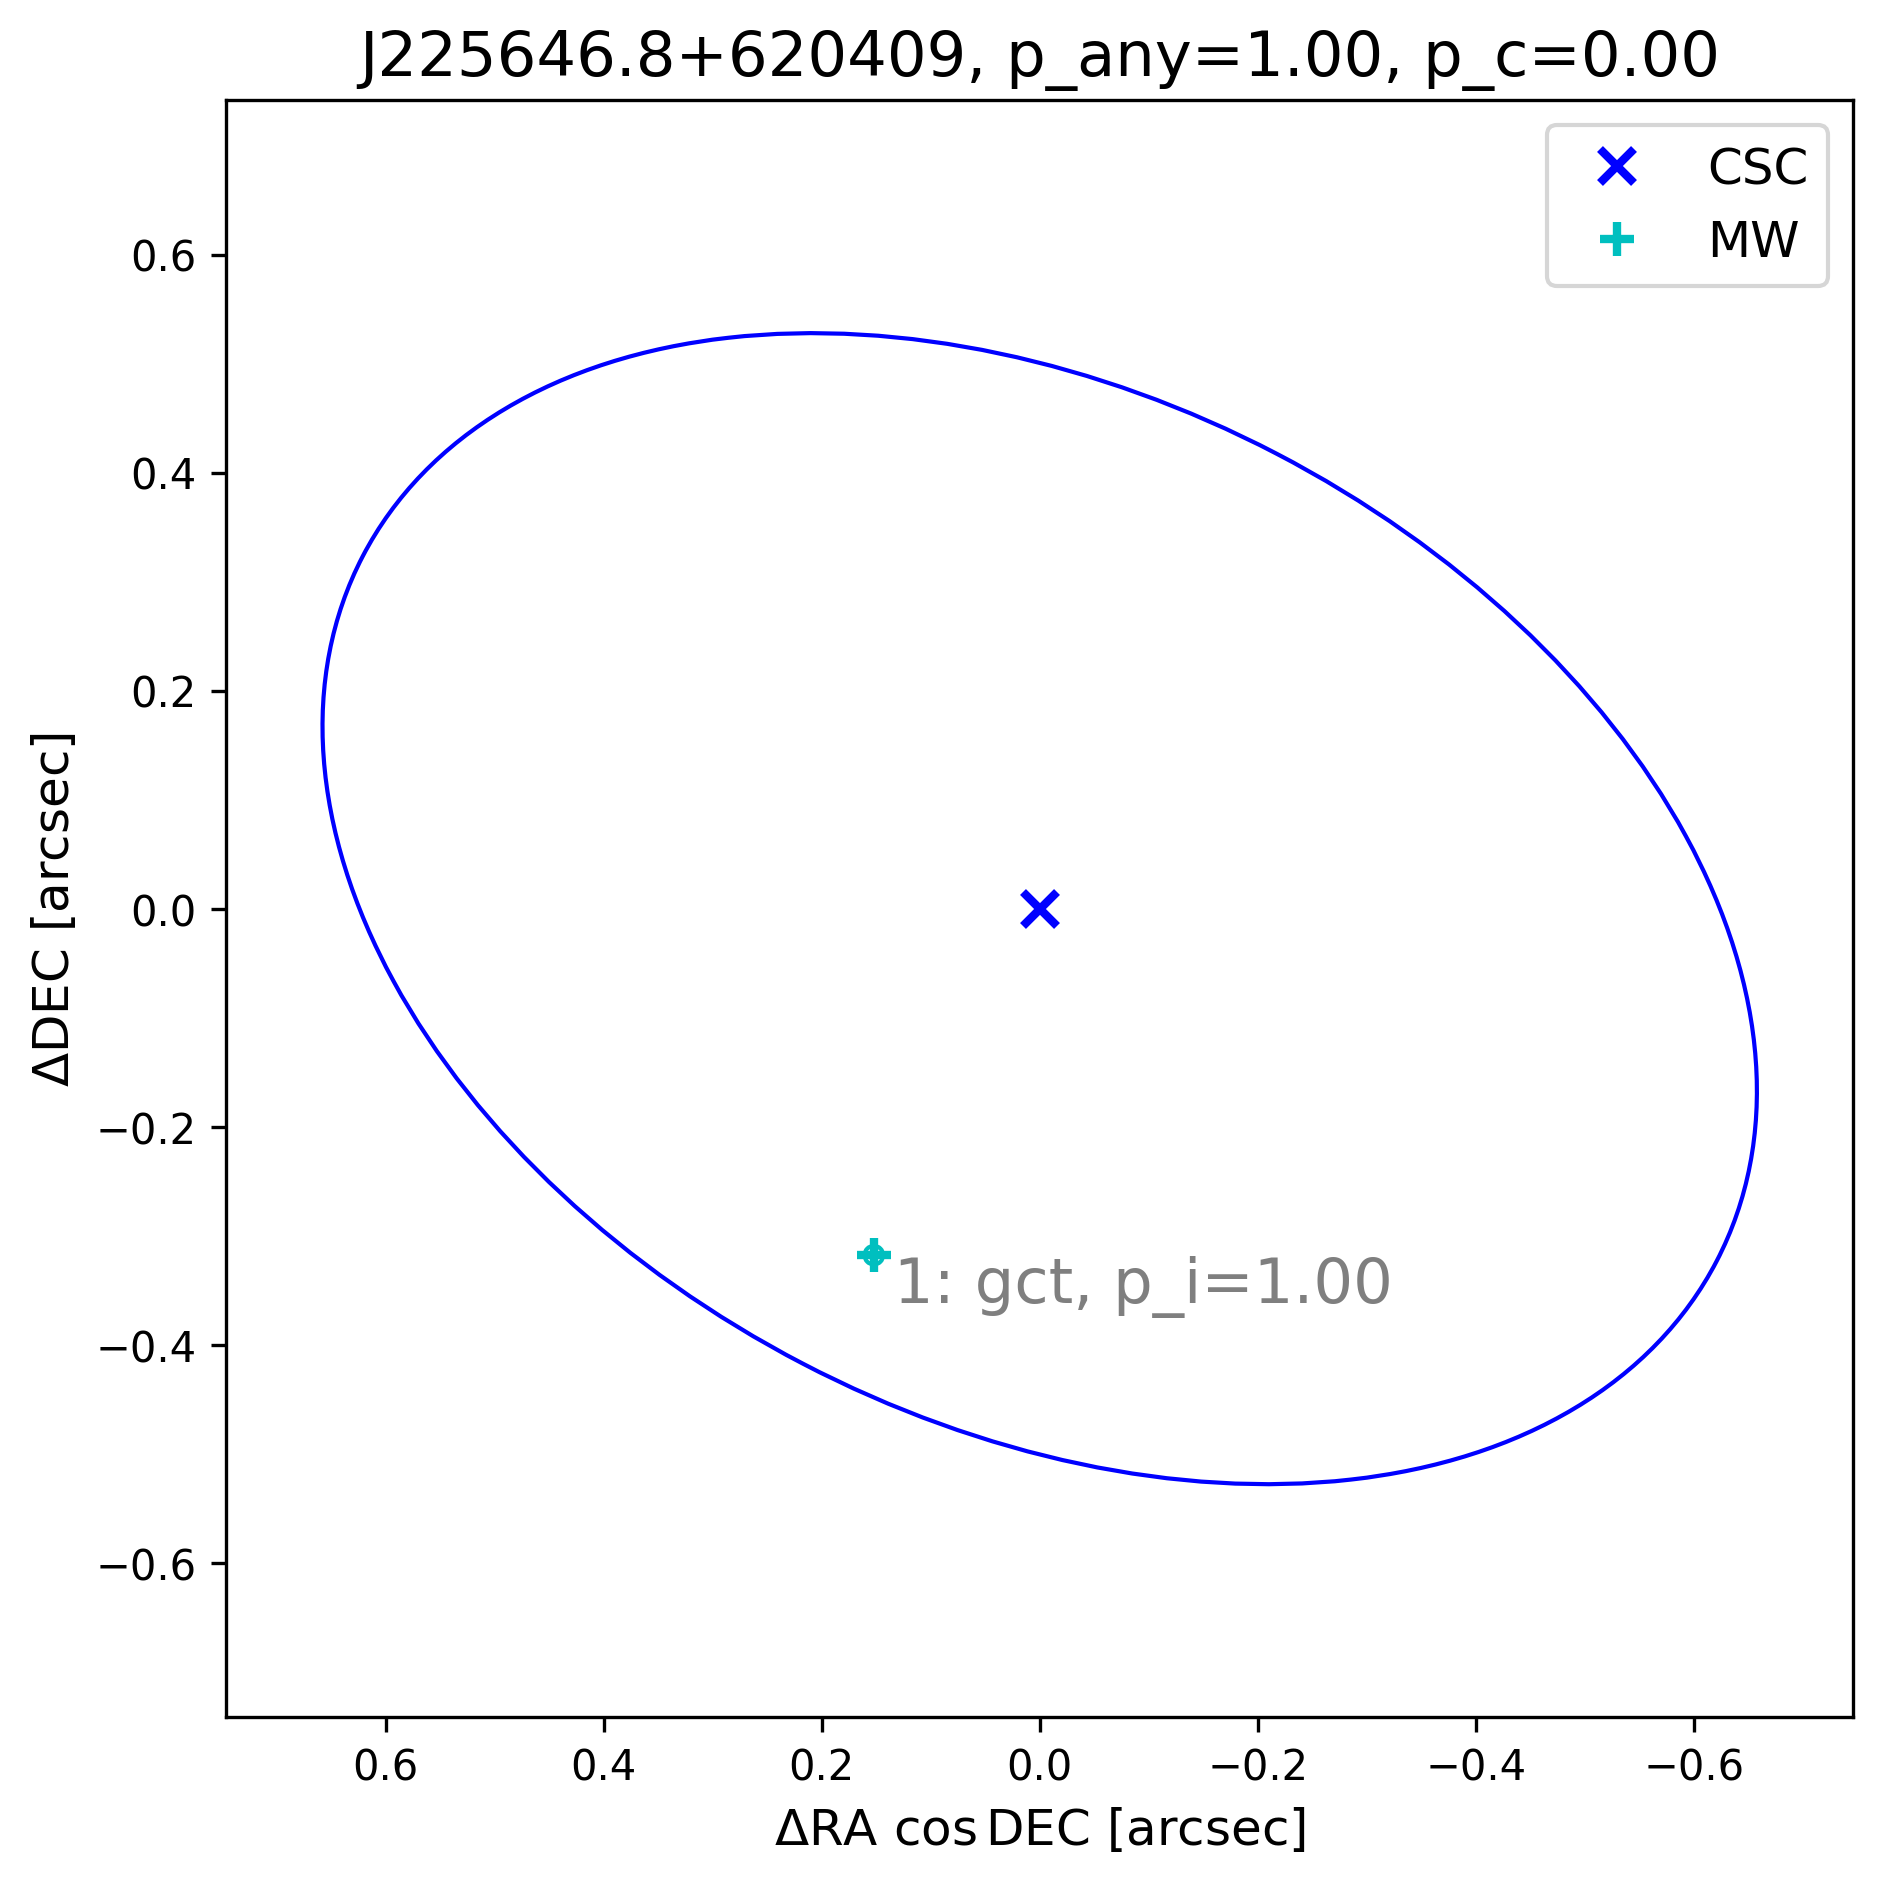 J225646.8+620409, p_any=1.00, p_c=0.00
CSC
MW
0.6
0.4
0.2
0.0
−0.2
−0.4
−0.6
ΔDEC [arcsec]
1: gct, p_i=1.00
0.6 0.4 0.2 0.0 −0.2 −0.4 −0.6
ΔRA cos DEC [arcsec]